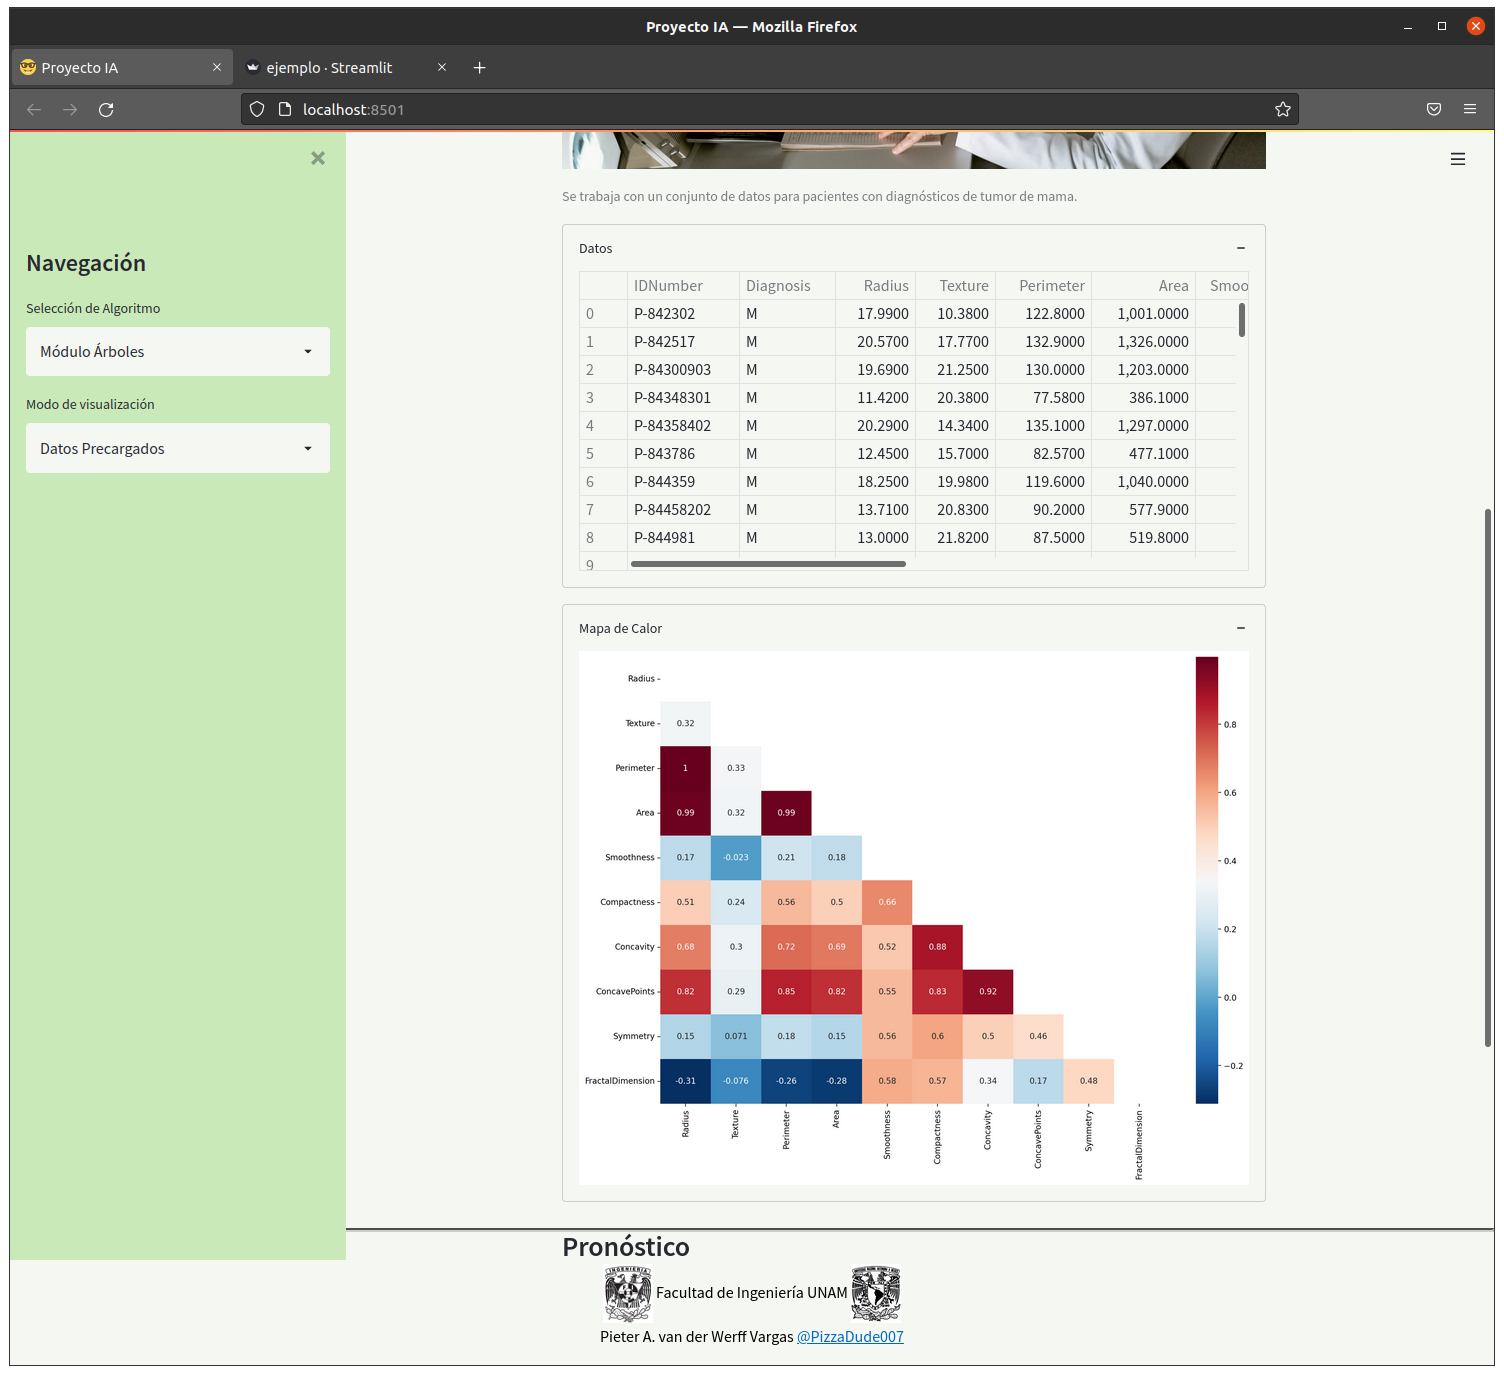 Proyecto IA — Mozilla Firefox
Proyecto IA
ejemplo · Streamlit
localhost:8501
Navegación
Selección de Algoritmo
Módulo Árboles
Modo de visualización
Datos Precargados
Se trabaja con un conjunto de datos para pacientes con diagnósticos de tumor de mama.
Datos
IDNumber Diagnosis Radius Texture Perimeter Area Smoo
0 P-842302 M 17.9900 10.3800 122.8000 1,001.0000
1 P-842517 M 20.5700 17.7700 132.9000 1,326.0000
2 P-84300903 M 19.6900 21.2500 130.0000 1,203.0000
3 P-84348301 M 11.4200 20.3800 77.5800 386.1000
4 P-84358402 M 20.2900 14.3400 135.1000 1,297.0000
5 P-843786 M 12.4500 15.7000 82.5700 477.1000
6 P-844359 M 18.2500 19.9800 119.6000 1,040.0000
7 P-84458202 M 13.7100 20.8300 90.2000 577.9000
8 P-844981 M 13.0000 21.8200 87.5000 519.8000
9
Mapa de Calor
Radius
Texture 0.32
Perimeter 1 0.33
Area 0.99 0.32 0.99
Smoothness 0.17 -0.023 0.21 0.18
Compactness 0.51 0.24 0.56 0.5 0.66
Concavity 0.68 0.3 0.72 0.69 0.52 0.88
ConcavePoints 0.82 0.29 0.85 0.82 0.55 0.83 0.92
Symmetry 0.15 0.071 0.18 0.15 0.56 0.6 0.5 0.46
FractalDimension -0.31 -0.076 -0.26 -0.28 0.58 0.57 0.34 0.17 0.48
Radius Texture Perimeter Area Smoothness Compactness Concavity ConcavePoints Symmetry FractalDimension
0.8
0.6
0.4
0.2
0.0
−0.2
Pronóstico
INGENIERIA
Facultad de Ingeniería UNAM
Pieter A. van der Werff Vargas @PizzaDude007